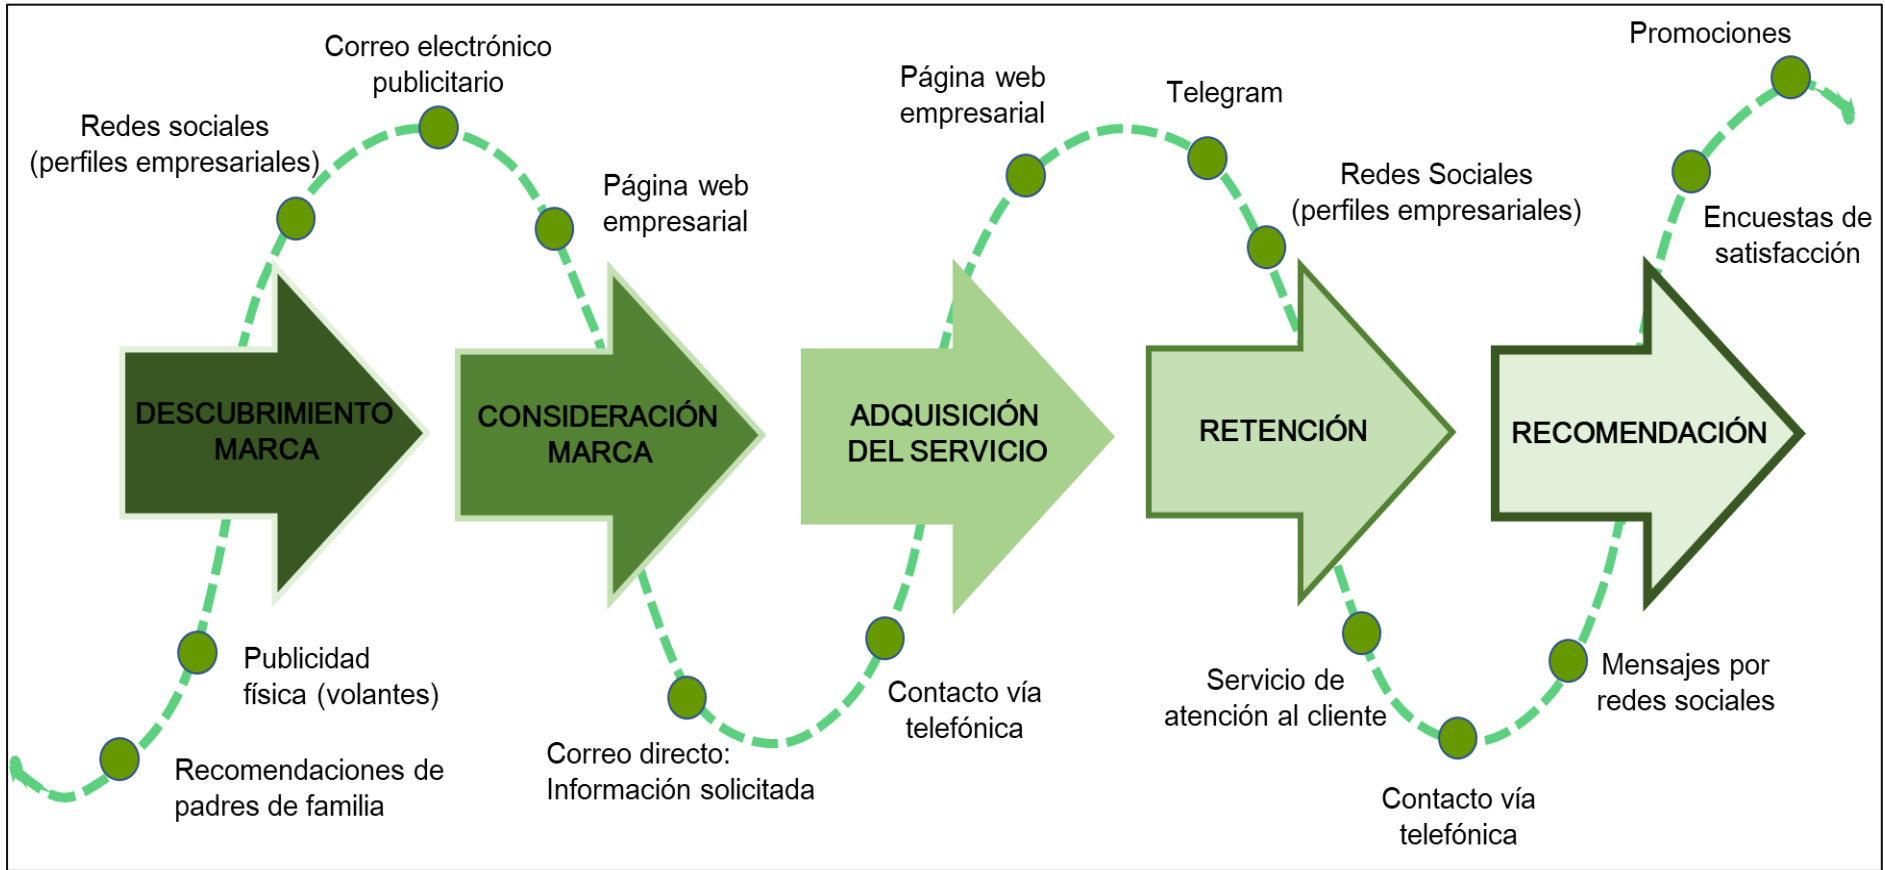 Correo electrónico
publicitario
Redes sociales
(perfiles empresariales)
Página web
empresarial
Página web
empresarial
Telegram
Redes Sociales
(perfiles empresariales)
Promociones
Encuestas de
satisfacción
DESCUBRIMIENTO
MARCA
CONSIDERACIÓN
MARCA
ADQUISICIÓN
DEL SERVICIO
RETENCIÓN
RECOMENDACIÓN
Publicidad
física (volantes)
Recomendaciones de
padres de familia
Correo directo:
Información solicitada
Contacto vía
telefónica
Servicio de
atención al cliente
Contacto vía
telefónica
Mensajes por
redes sociales